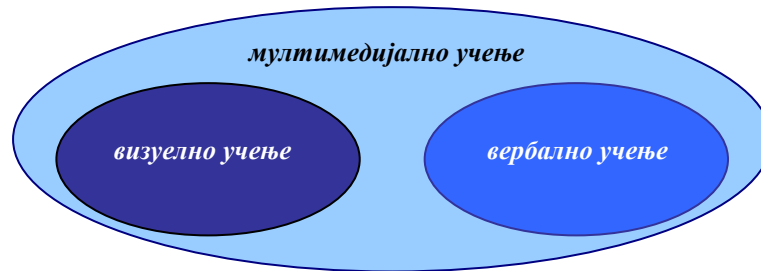 мултимедијално учење
визуелно учење
вербално учење